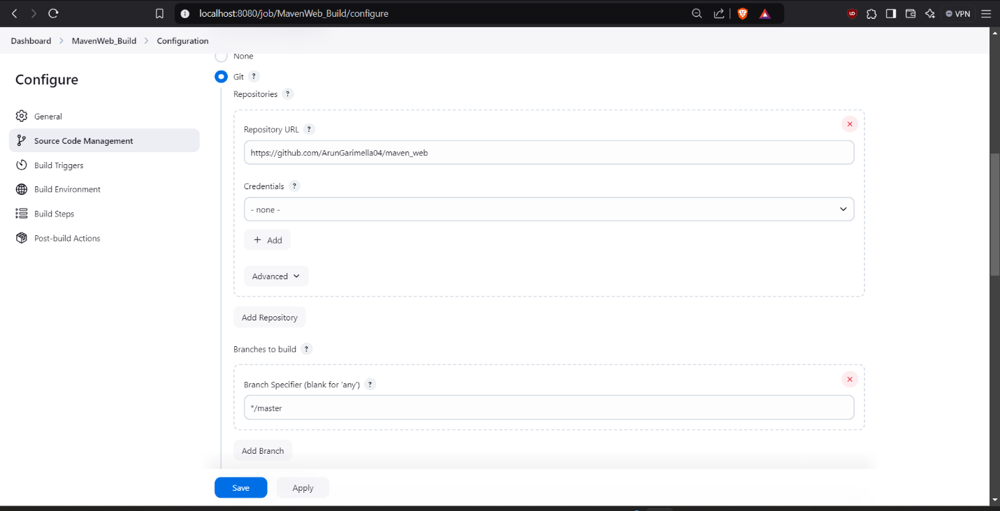 localhost:8080/job/MavenWeb_Build/configure
VPN
Dashboard > MavenWeb_Build > Configuration
Configure
General
Source Code Management
Build Triggers
Build Environment
Build Steps
Post-build Actions
None
Git ?
Repositories ?
Repository URL ?
https://github.com/ArunGarimella04/maven_web
Credentials ?
- none -
+ Add
Advanced
Add Repository
Branches to build ?
Branch Specifier (blank for 'any') ?
*/master
Add Branch
Save
Apply